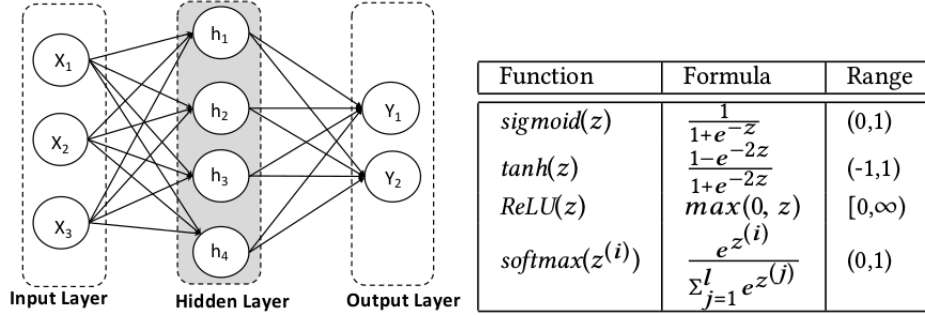 X₁
X₂
X₃
h₁
h₂
h₃
h₄
Y₁
Y₂
Input Layer
Hidden Layer
Output Layer
Function Formula Range
sigmoid(z) 1/(1+e^{-z}) (0,1)
tanh(z) (1-e^{-2z})/(1+e^{-2z}) (-1,1)
ReLU(z) max(0, z) [0,∞)
softmax(z^{(i)}) e^{z^{(i)}}/(Σ_{j=1}^{l} e^{z^{(j)}}) (0,1)